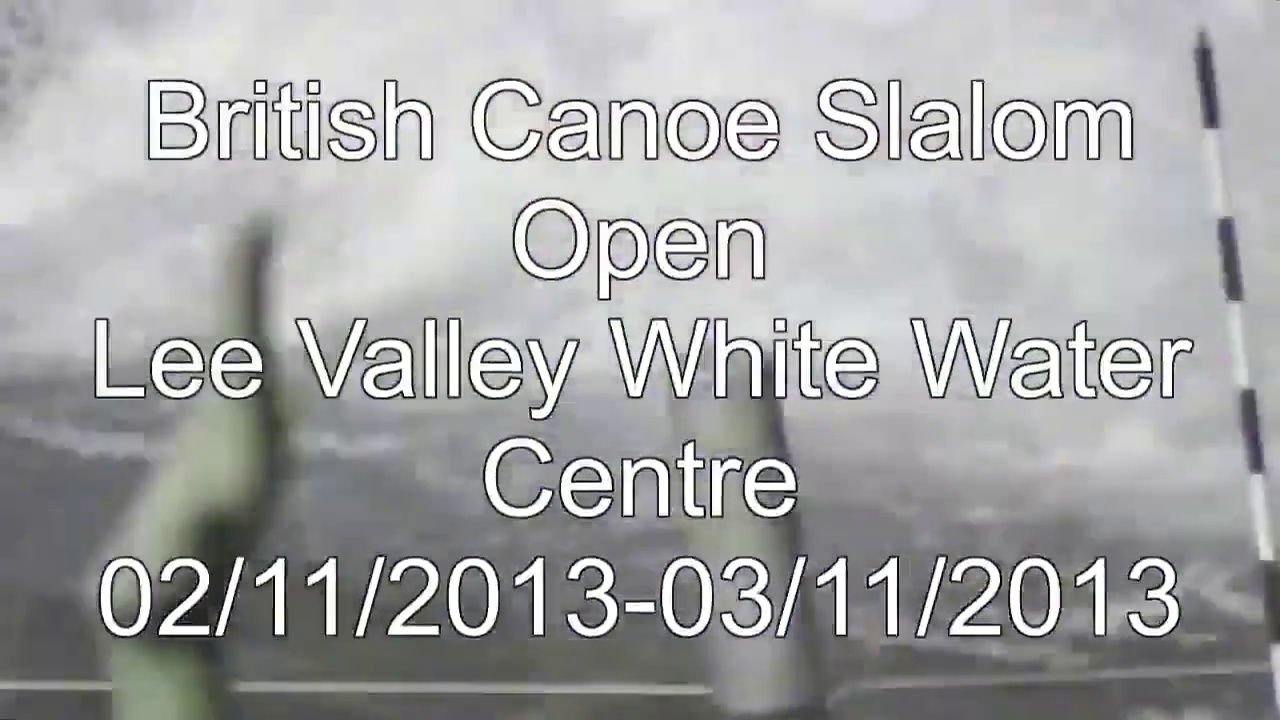 British Canoe Slalom
Open
Lee Valley White Water
Centre
02/11/2013-03/11/2013